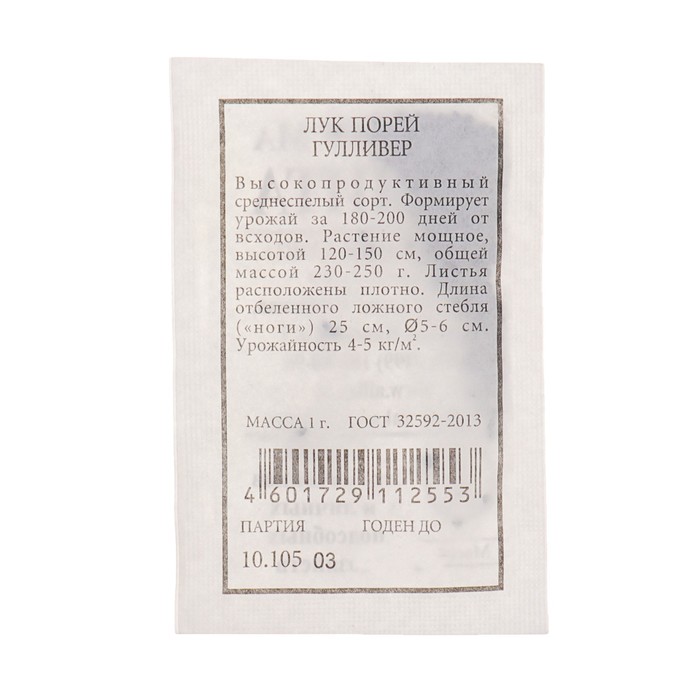 ЛУК ПОРЕЙ
ГУЛЛИВЕР
Высокопродуктивный
среднеспелый сорт. Формирует
урожай за 180-200 дней от
всходов. Растение мощное,
высотой 120-150 см, общей
массой 230-250 г. Листья
расположены плотно. Длина
отбеленного ложного стебля
(«ноги») 25 см, Ø5-6 см.
Урожайность 4-5 кг/м².
МАССА 1 г. ГОСТ 32592-2013
4 601729 112553
ПАРТИЯ ГОДЕН ДО
10.105 03